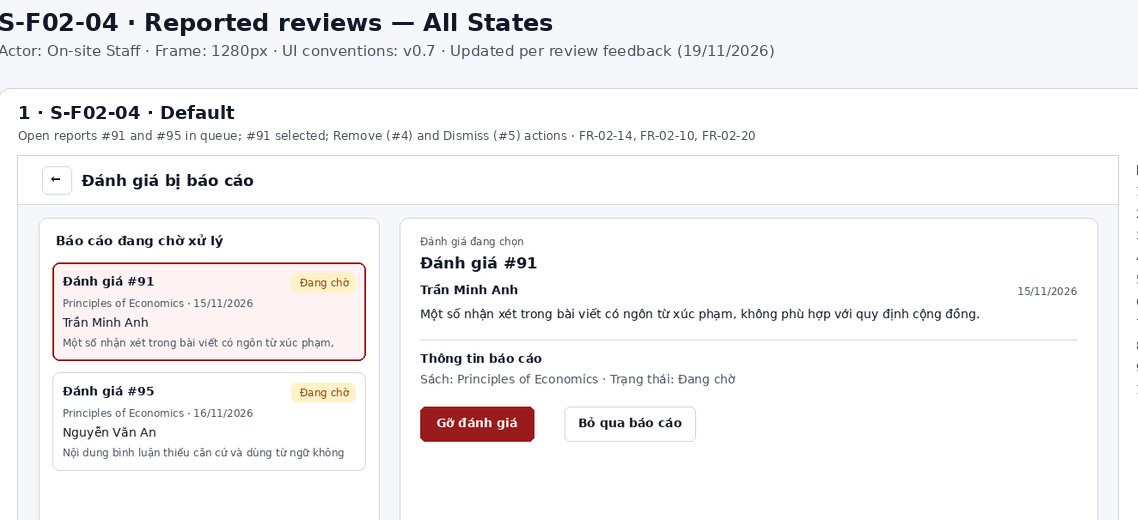 S-F02-04 · Reported reviews — All States
Actor: On-site Staff · Frame: 1280px · UI conventions: v0.7 · Updated per review feedback (19/11/2026)
1 · S-F02-04 · Default
Open reports #91 and #95 in queue; #91 selected; Remove (#4) and Dismiss (#5) actions · FR-02-14, FR-02-10, FR-02-20
← Đánh giá bị báo cáo
Báo cáo đang chờ xử lý
Đánh giá #91 Đang chờ
Principles of Economics · 15/11/2026
Trần Minh Anh
Một số nhận xét trong bài viết có ngôn từ xúc phạm,
Đánh giá #95 Đang chờ
Principles of Economics · 16/11/2026
Nguyễn Văn An
Nội dung bình luận thiếu căn cứ và dùng từ ngữ không
Đánh giá đang chọn
Đánh giá #91
Trần Minh Anh 15/11/2026
Một số nhận xét trong bài viết có ngôn từ xúc phạm, không phù hợp với quy định cộng đồng.
Thông tin báo cáo
Sách: Principles of Economics · Trạng thái: Đang chờ
Gỡ đánh giá Bỏ qua báo cáo